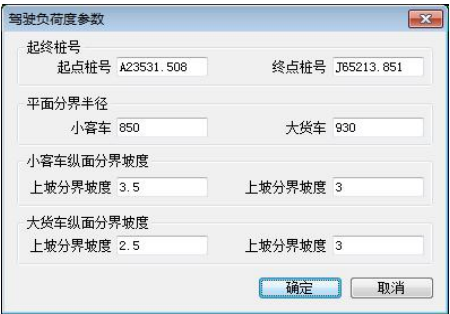 驾驶负荷度参数
起终桩号
起点桩号 A23531.508 终点桩号 J65213.851
平面分界半径
小客车 850 大货车 930
小客车纵面分界坡度
上坡分界坡度 3.5 上坡分界坡度 3
大货车纵面分界坡度
上坡分界坡度 2.5 上坡分界坡度 3
确定 取消